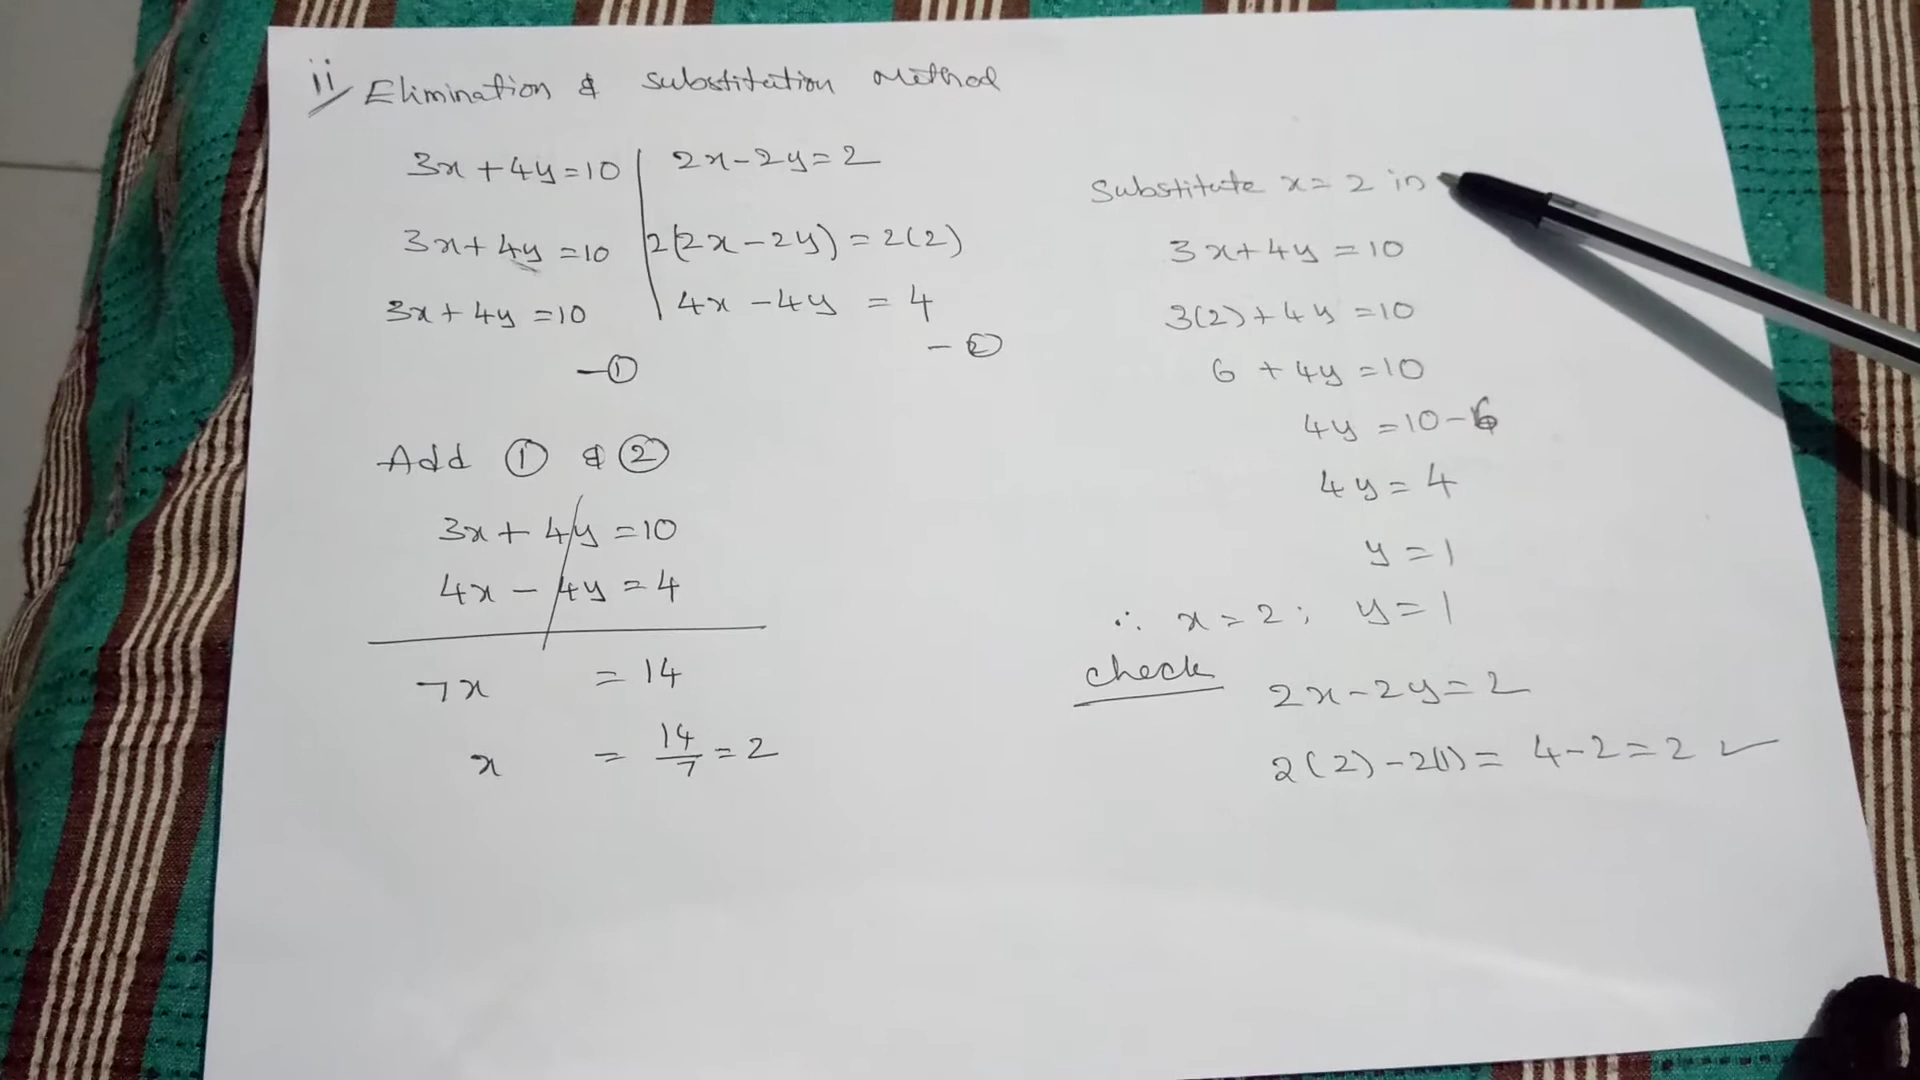 ii Elimination & substitution Method
3x + 4y = 10 | 2x - 2y = 2
3x + 4y = 10 | 2(2x - 2y) = 2(2)
3x + 4y = 10 | 4x - 4y = 4
- ①
- ②
Add ① & ②
3x + 4y = 10
4x - 4y = 4
7x = 14
x = 14/7 = 2
Substitute x = 2 in
3x + 4y = 10
3(2) + 4y = 10
6 + 4y = 10
4y = 10 - 6
4y = 4
y = 1
∴ x = 2; y = 1
check
2x - 2y = 2
2(2) - 2(1) = 4 - 2 = 2 ✓